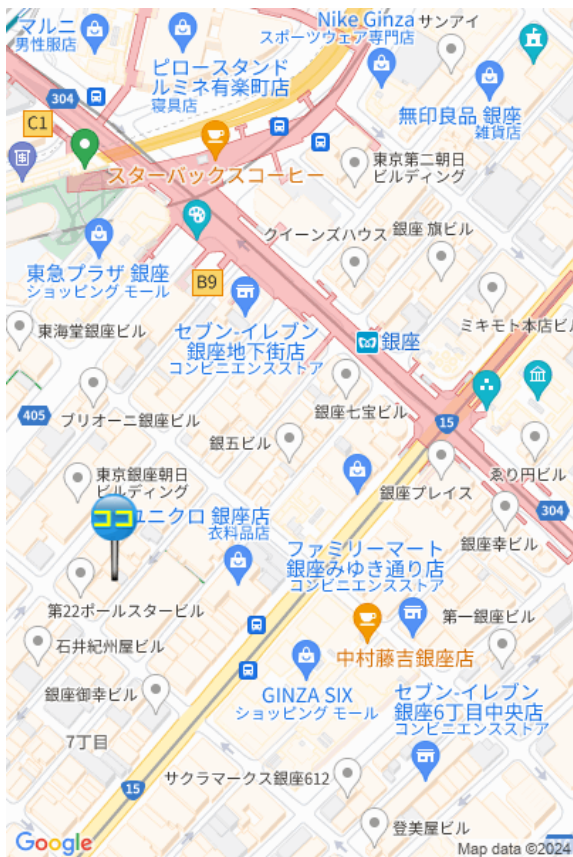 マルニ
男性服店
Nike Ginza
スポーツウェア専門店
サンアイ
ピロースタンド
ルミネ有楽町店
寝具店
304
C1
無印良品 銀座
雑貨店
スターバックスコーヒー
東京第二朝日
ビルディング
クイーンズハウス
銀座 旗ビル
東急プラザ 銀座
ショッピング モール
B9
東海堂銀座ビル
セブン-イレブン
銀座地下街店
コンビニエンスストア
銀座
ミキモト本店ビ
405
ブリオーニ銀座ビル
銀座七宝ビル
15
銀五ビル
ゑり円ビル
東京銀座朝日
ビルディング
銀座プレイス
304
ココ
ユニクロ 銀座店
衣料品店
銀座幸ビル
ファミリーマート
銀座みゆき通り店
コンビニエンスストア
第22ポールスタービル
第一銀座ビル
石井紀州屋ビル
中村藤吉銀座店
銀座御幸ビル
GINZA SIX
ショッピング モール
セブン-イレブン
銀座6丁目中央店
コンビニエンスストア
7丁目
サクラマークス銀座612
15
登美屋ビル
Google
Map data ©2024